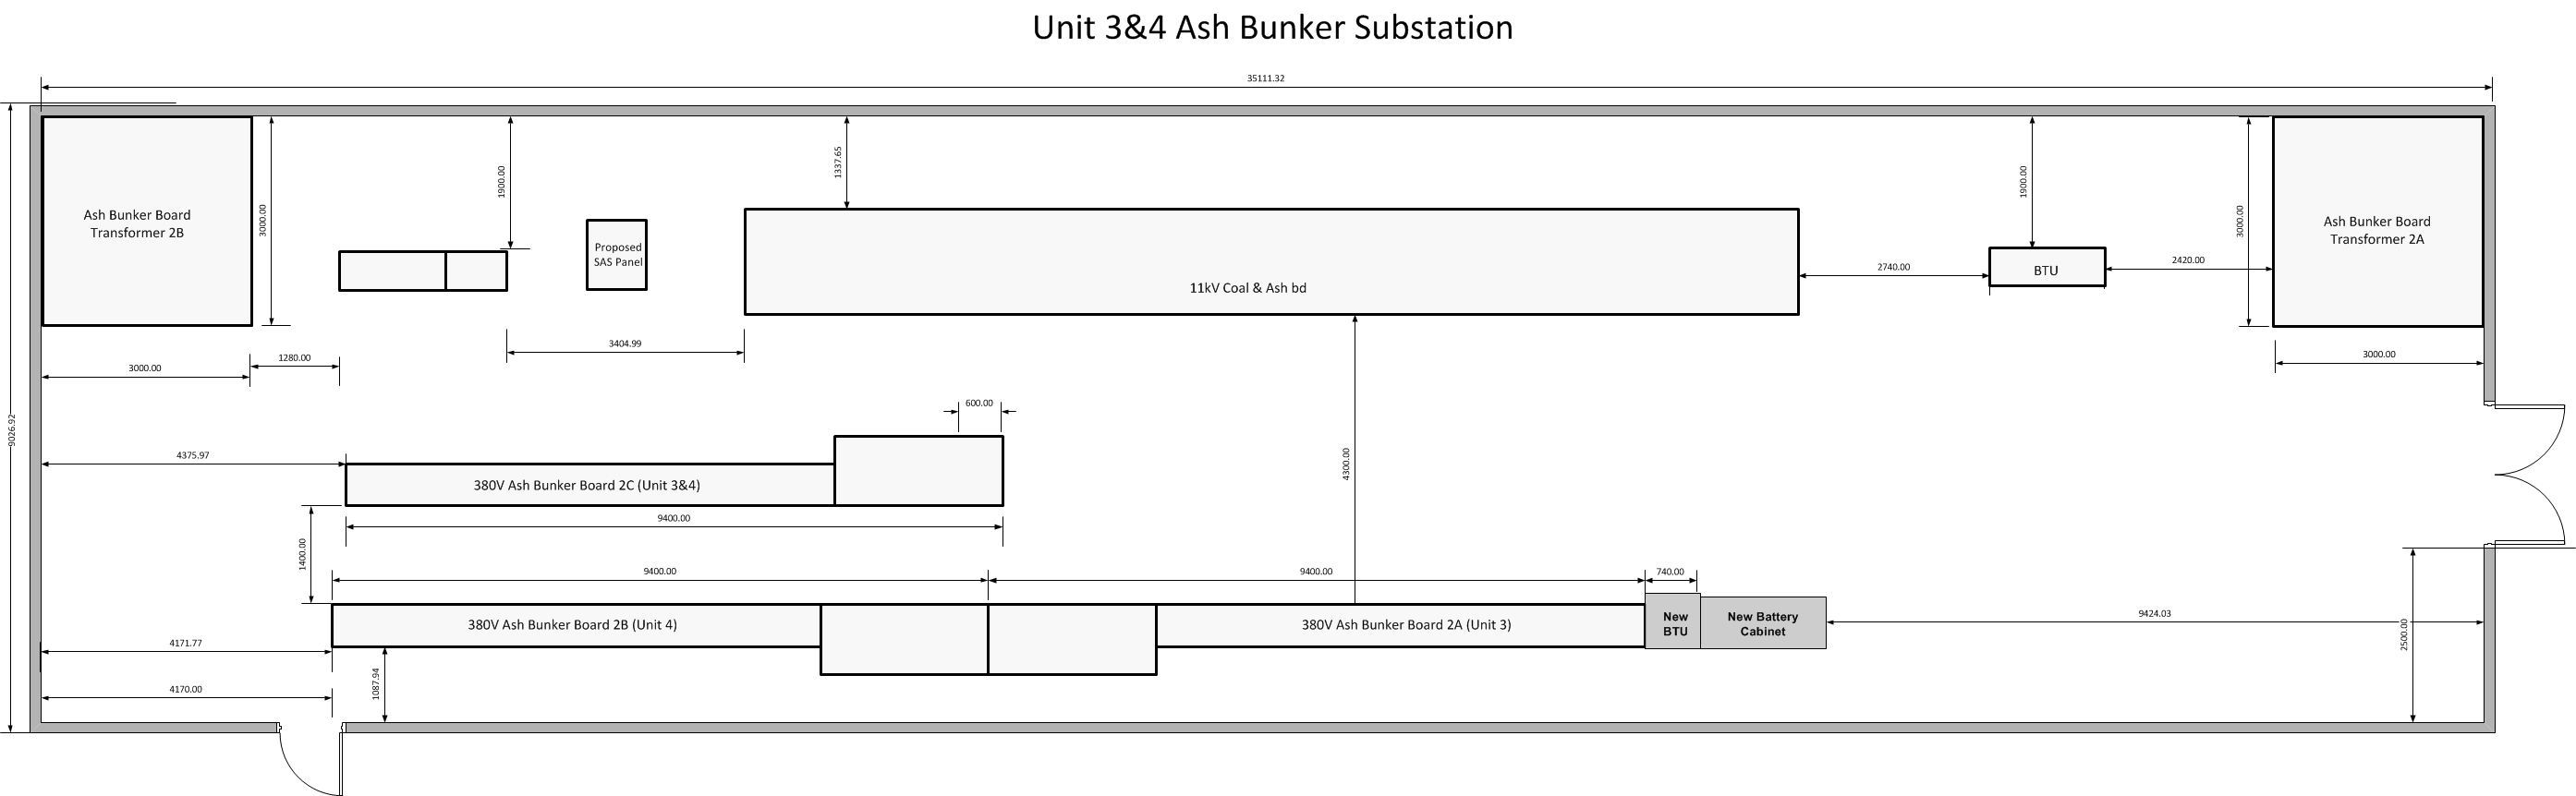 Unit 3&4 Ash Bunker Substation
35111.32
9026.92
Ash Bunker Board
Transformer 2B
3000.00
1900.00
Proposed
SAS Panel
1337.65
11kV Coal & Ash bd
2740.00
1900.00
BTU
2420.00
3000.00
Ash Bunker Board
Transformer 2A
3000.00
1280.00
3404.99
3000.00
600.00
4375.97
380V Ash Bunker Board 2C (Unit 3&4)
9400.00
4300.00
1400.00
9400.00
9400.00
740.00
380V Ash Bunker Board 2B (Unit 4)
380V Ash Bunker Board 2A (Unit 3)
New
BTU
New Battery
Cabinet
9424.03
2500.00
4171.77
4170.00
1087.94